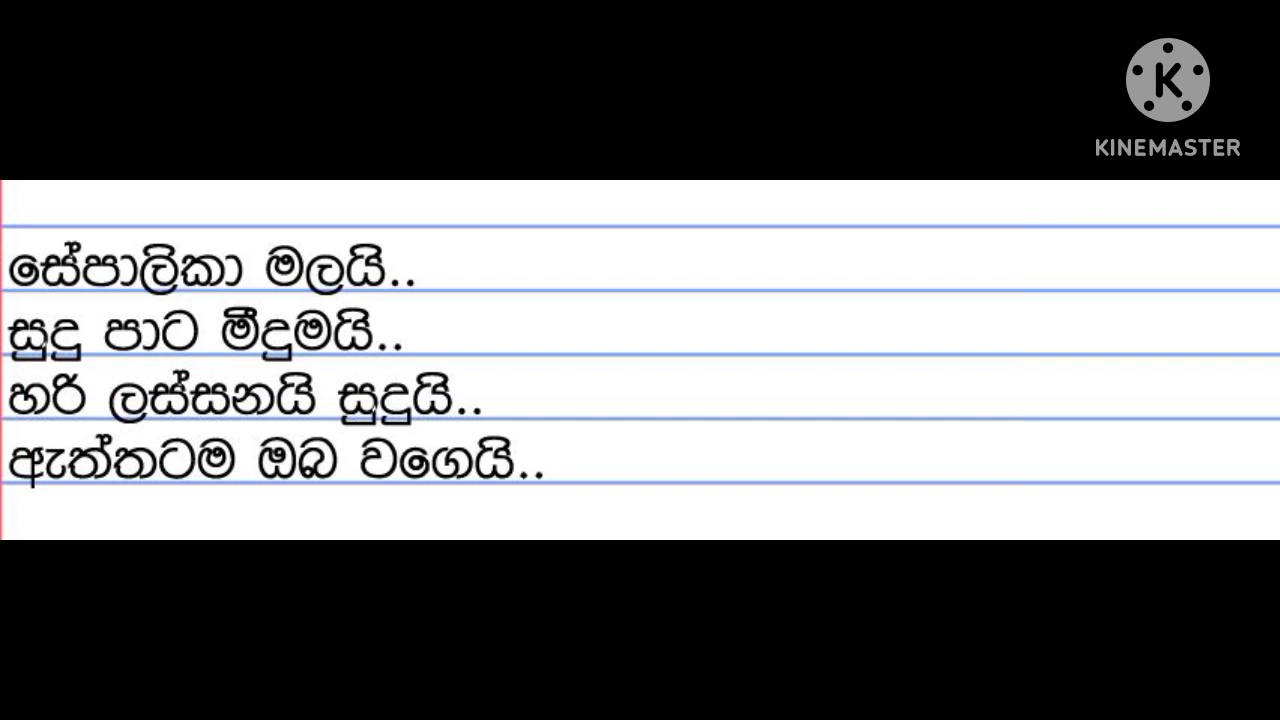 KINEMASTER
සේපාලිකා මලයි..
සුදු පාට මීදුමයි..
හරි ලස්සනයි සුදුයි..
ඇත්තටම ඔබ වගෙයි..